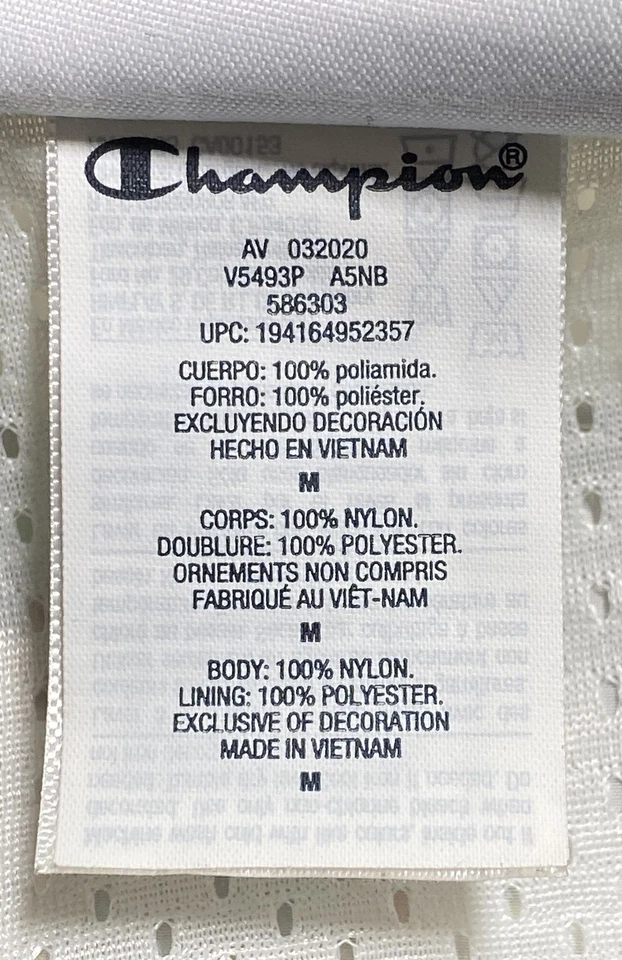 Champion®
AV 032020
V5493P A5NB
586303
UPC: 194164952357
CUERPO: 100% poliamida.
FORRO: 100% poliéster.
EXCLUYENDO DECORACIÓN
HECHO EN VIETNAM
M
CORPS: 100% NYLON.
DOUBLURE: 100% POLYESTER.
ORNEMENTS NON COMPRIS
FABRIQUÉ AU VIÊT-NAM
M
BODY: 100% NYLON.
LINING: 100% POLYESTER.
EXCLUSIVE OF DECORATION
MADE IN VIETNAM
M